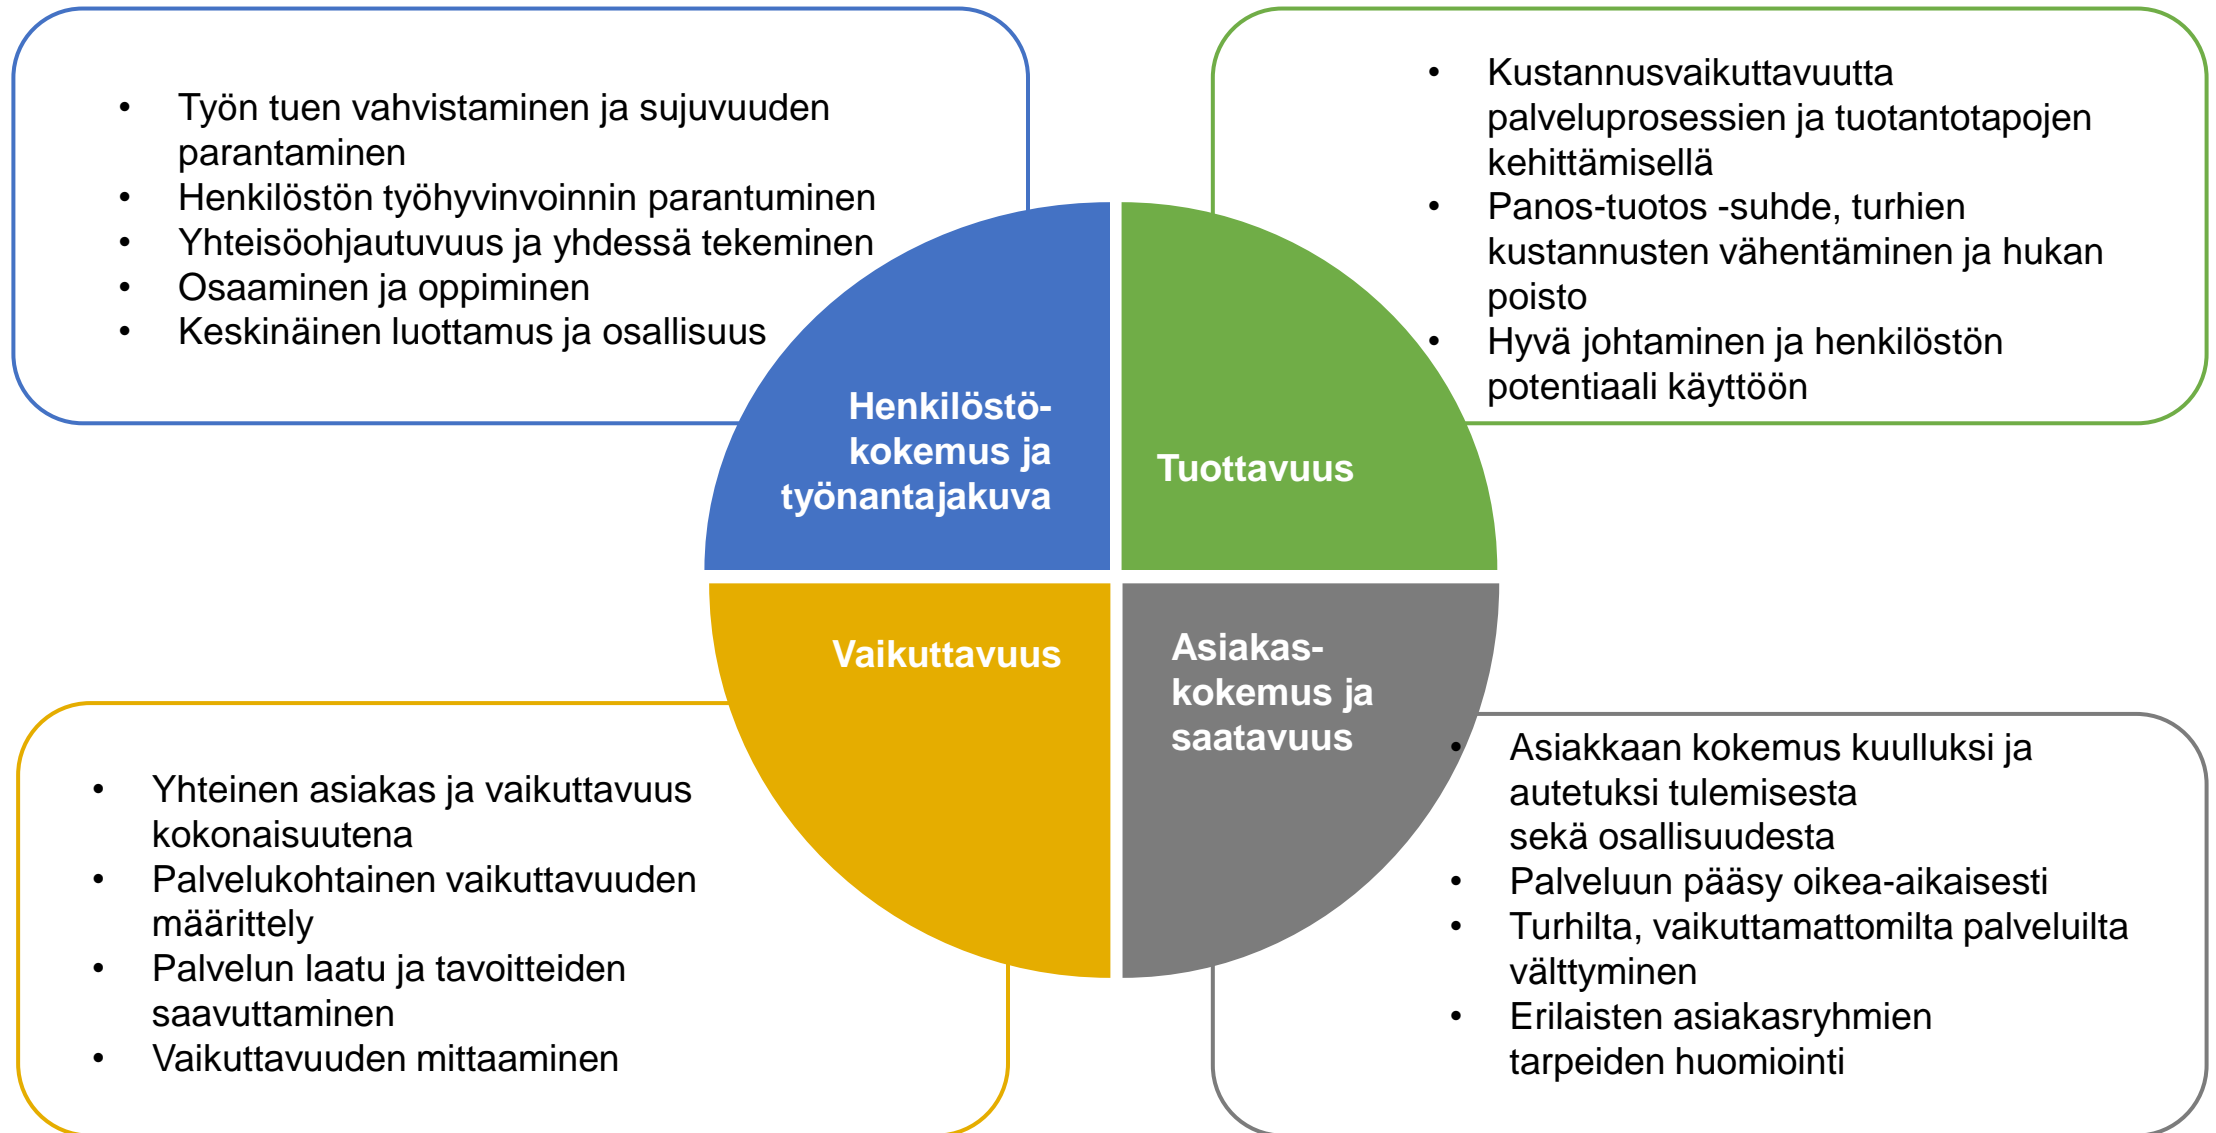 • Työn tuen vahvistaminen ja sujuvuuden
parantaminen
• Henkilöstön työhyvinvoinnin parantuminen
• Yhteisöohjautuvuus ja yhdessä tekeminen
• Osaaminen ja oppiminen
• Keskinäinen luottamus ja osallisuus
• Kustannusvaikuttavuutta
palveluprosessien ja tuotantotapojen
kehittämisellä
• Panos-tuotos -suhde, turhien
kustannusten vähentäminen ja hukan
poisto
• Hyvä johtaminen ja henkilöstön
potentiaali käyttöön
Henkilöstö-
kokemus ja
työnantajakuva
Tuottavuus
Vaikuttavuus
Asiakas-
kokemus ja
saatavuus
• Yhteinen asiakas ja vaikuttavuus
kokonaisuutena
• Palvelukohtainen vaikuttavuuden
määrittely
• Palvelun laatu ja tavoitteiden
saavuttaminen
• Vaikuttavuuden mittaaminen
• Asiakkaan kokemus kuulluksi ja
autetuksi tulemisesta
sekä osallisuudesta
• Palveluun pääsy oikea-aikaisesti
• Turhilta, vaikuttamattomilta palveluilta
välttyminen
• Erilaisten asiakasryhmien
tarpeiden huomiointi